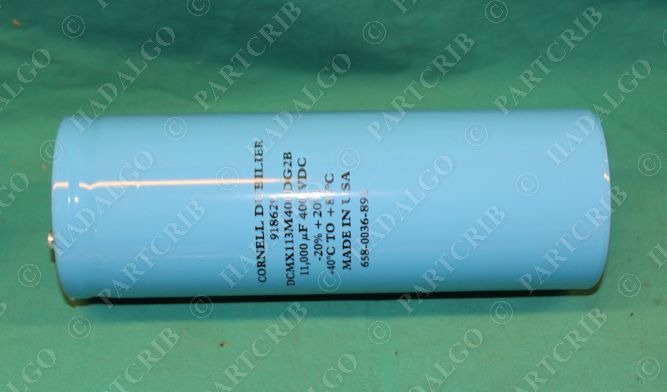 CORNELL DUBILIER
DCMX113M400DG2B
11,000 µF 400 VDC
-20% +20
-40°C TO +85°C
MADE IN USA
© PARTCRIB
© HADALGO